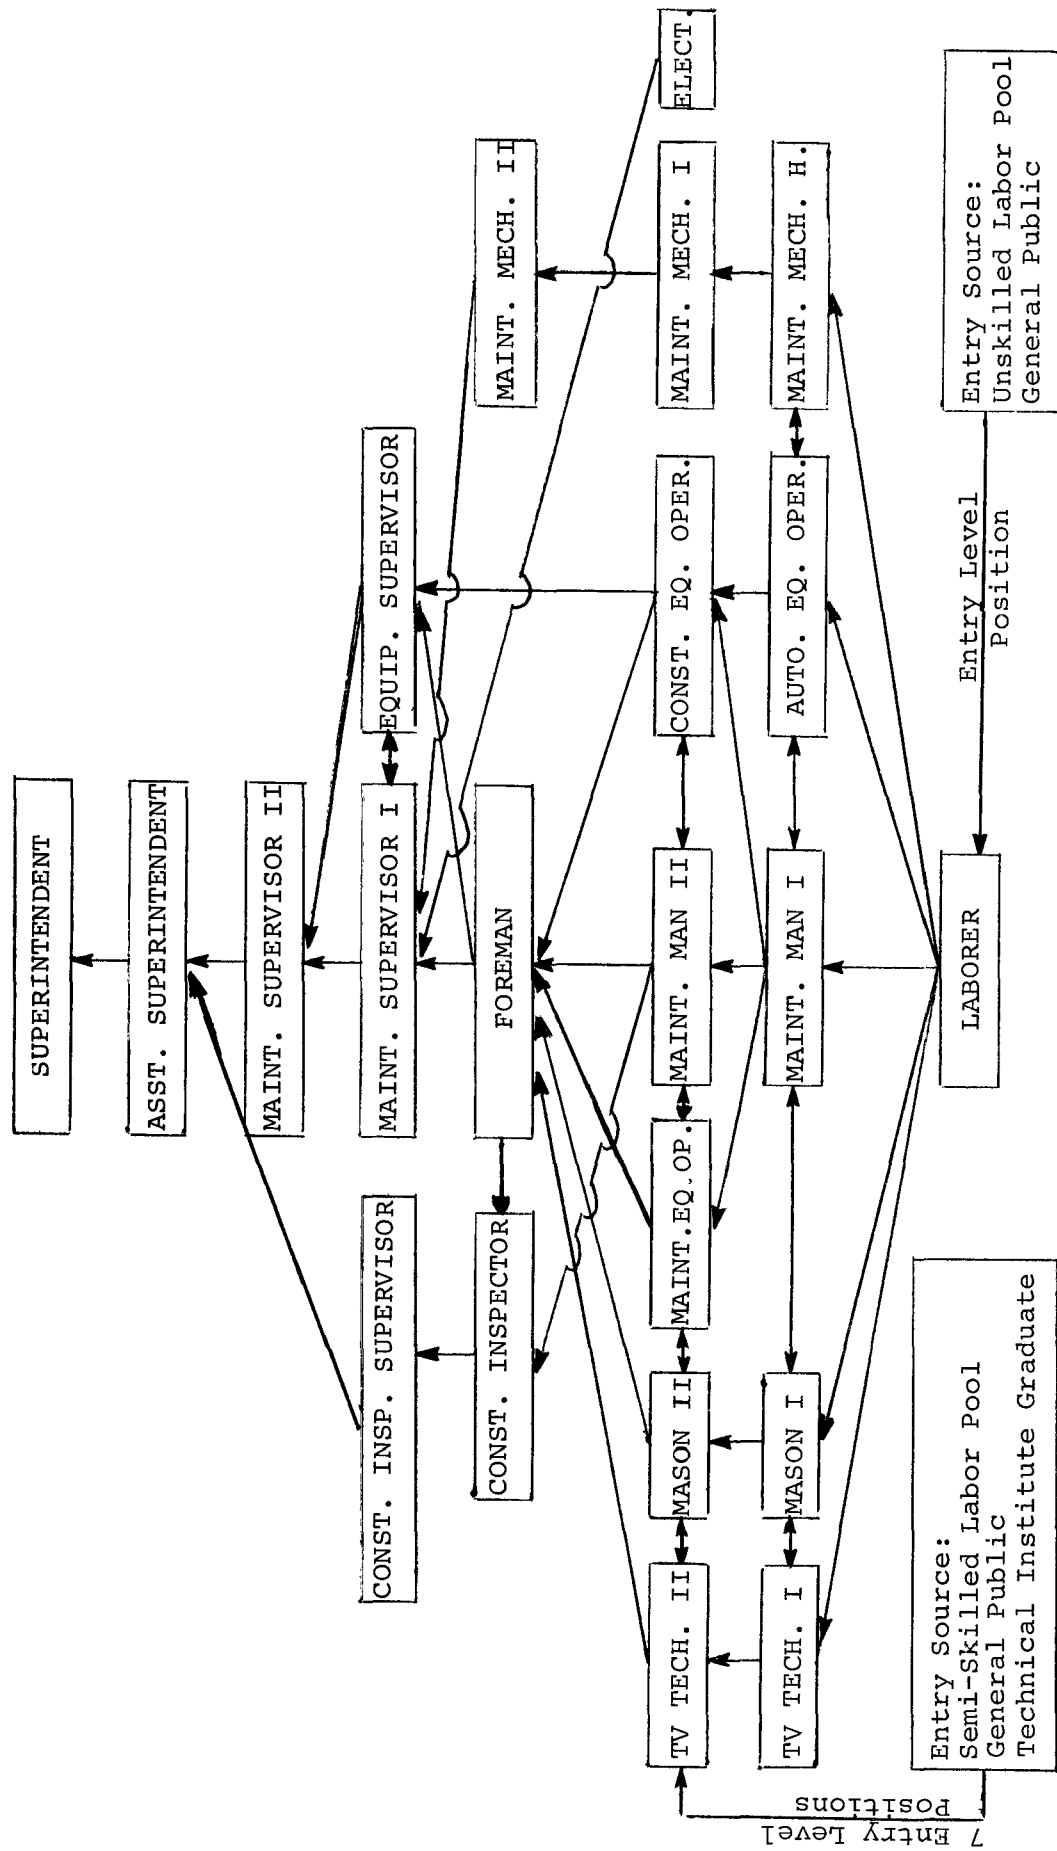 SUPERINTENDENT
ASST. SUPERINTENDENT
MAINT. SUPERVISOR II
CONST. INSP. SUPERVISOR
MAINT. SUPERVISOR I
EQUIP. SUPERVISOR
CONST. INSPECTOR
FOREMAN
MAINT. MECH. II
TV TECH. II
MASON II
MAINT.EQ.OP.
MAINT. MAN II
CONST. EQ. OPER.
MAINT. MECH. I
ELECT.
TV TECH. I
MASON I
MAINT. MAN I
AUTO. EQ. OPER.
MAINT. MECH. H.
7 Entry Level
Positions
Entry Source:
Semi-Skilled Labor Pool
General Public
Technical Institute Graduate
LABORER
Entry Level
Position
Entry Source:
Unskilled Labor Pool
General Public